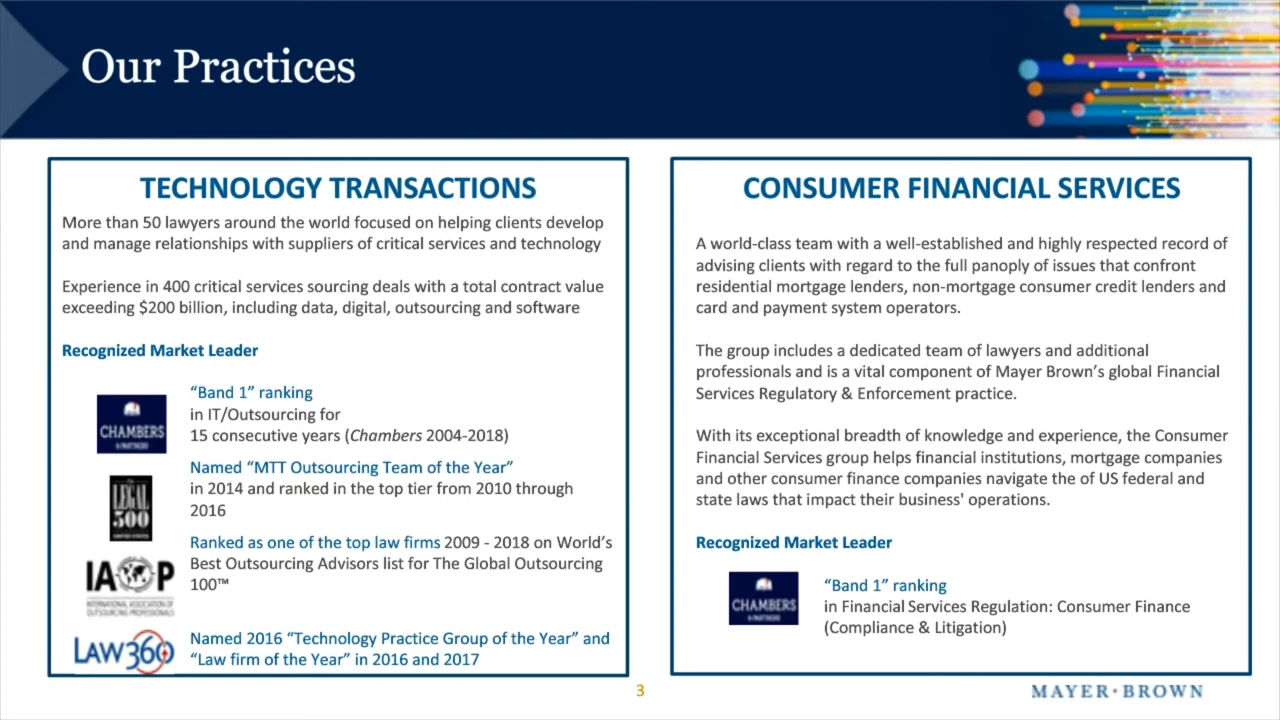 Our Practices
TECHNOLOGY TRANSACTIONS
More than 50 lawyers around the world focused on helping clients develop
and manage relationships with suppliers of critical services and technology
Experience in 400 critical services sourcing deals with a total contract value
exceeding $200 billion, including data, digital, outsourcing and software
Recognized Market Leader
CHAMBERS
& PARTNERS
“Band 1” ranking
in IT/Outsourcing for
15 consecutive years (Chambers 2004-2018)
THE
LEGAL
500
UNITED STATES
Named “MTT Outsourcing Team of the Year”
in 2014 and ranked in the top tier from 2010 through
2016
IAOP
INTERNATIONAL ASSOCIATION OF
OUTSOURCING PROFESSIONALS
Ranked as one of the top law firms 2009 - 2018 on World’s
Best Outsourcing Advisors list for The Global Outsourcing
100™
LAW360
Named 2016 “Technology Practice Group of the Year” and
“Law firm of the Year” in 2016 and 2017
CONSUMER FINANCIAL SERVICES
A world-class team with a well-established and highly respected record of
advising clients with regard to the full panoply of issues that confront
residential mortgage lenders, non-mortgage consumer credit lenders and
card and payment system operators.
The group includes a dedicated team of lawyers and additional
professionals and is a vital component of Mayer Brown’s global Financial
Services Regulatory & Enforcement practice.
With its exceptional breadth of knowledge and experience, the Consumer
Financial Services group helps financial institutions, mortgage companies
and other consumer finance companies navigate the of US federal and
state laws that impact their business' operations.
Recognized Market Leader
CHAMBERS
& PARTNERS
“Band 1” ranking
in Financial Services Regulation: Consumer Finance
(Compliance & Litigation)
3
MAYER·BROWN